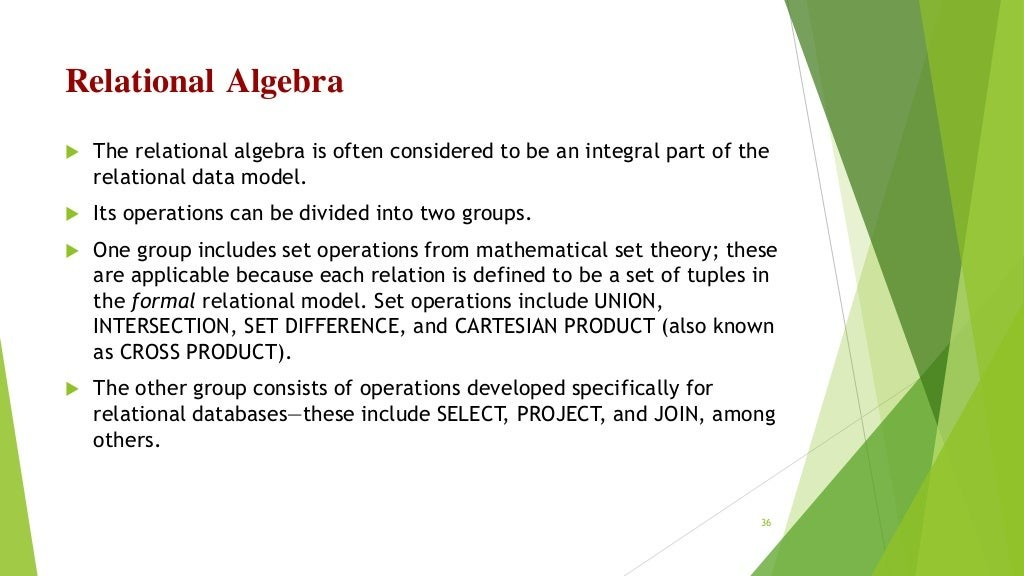 Relational Algebra
The relational algebra is often considered to be an integral part of the
relational data model.
Its operations can be divided into two groups.
One group includes set operations from mathematical set theory; these
are applicable because each relation is defined to be a set of tuples in
the formal relational model. Set operations include UNION,
INTERSECTION, SET DIFFERENCE, and CARTESIAN PRODUCT (also known
as CROSS PRODUCT).
The other group consists of operations developed specifically for
relational databases—these include SELECT, PROJECT, and JOIN, among
others.
36